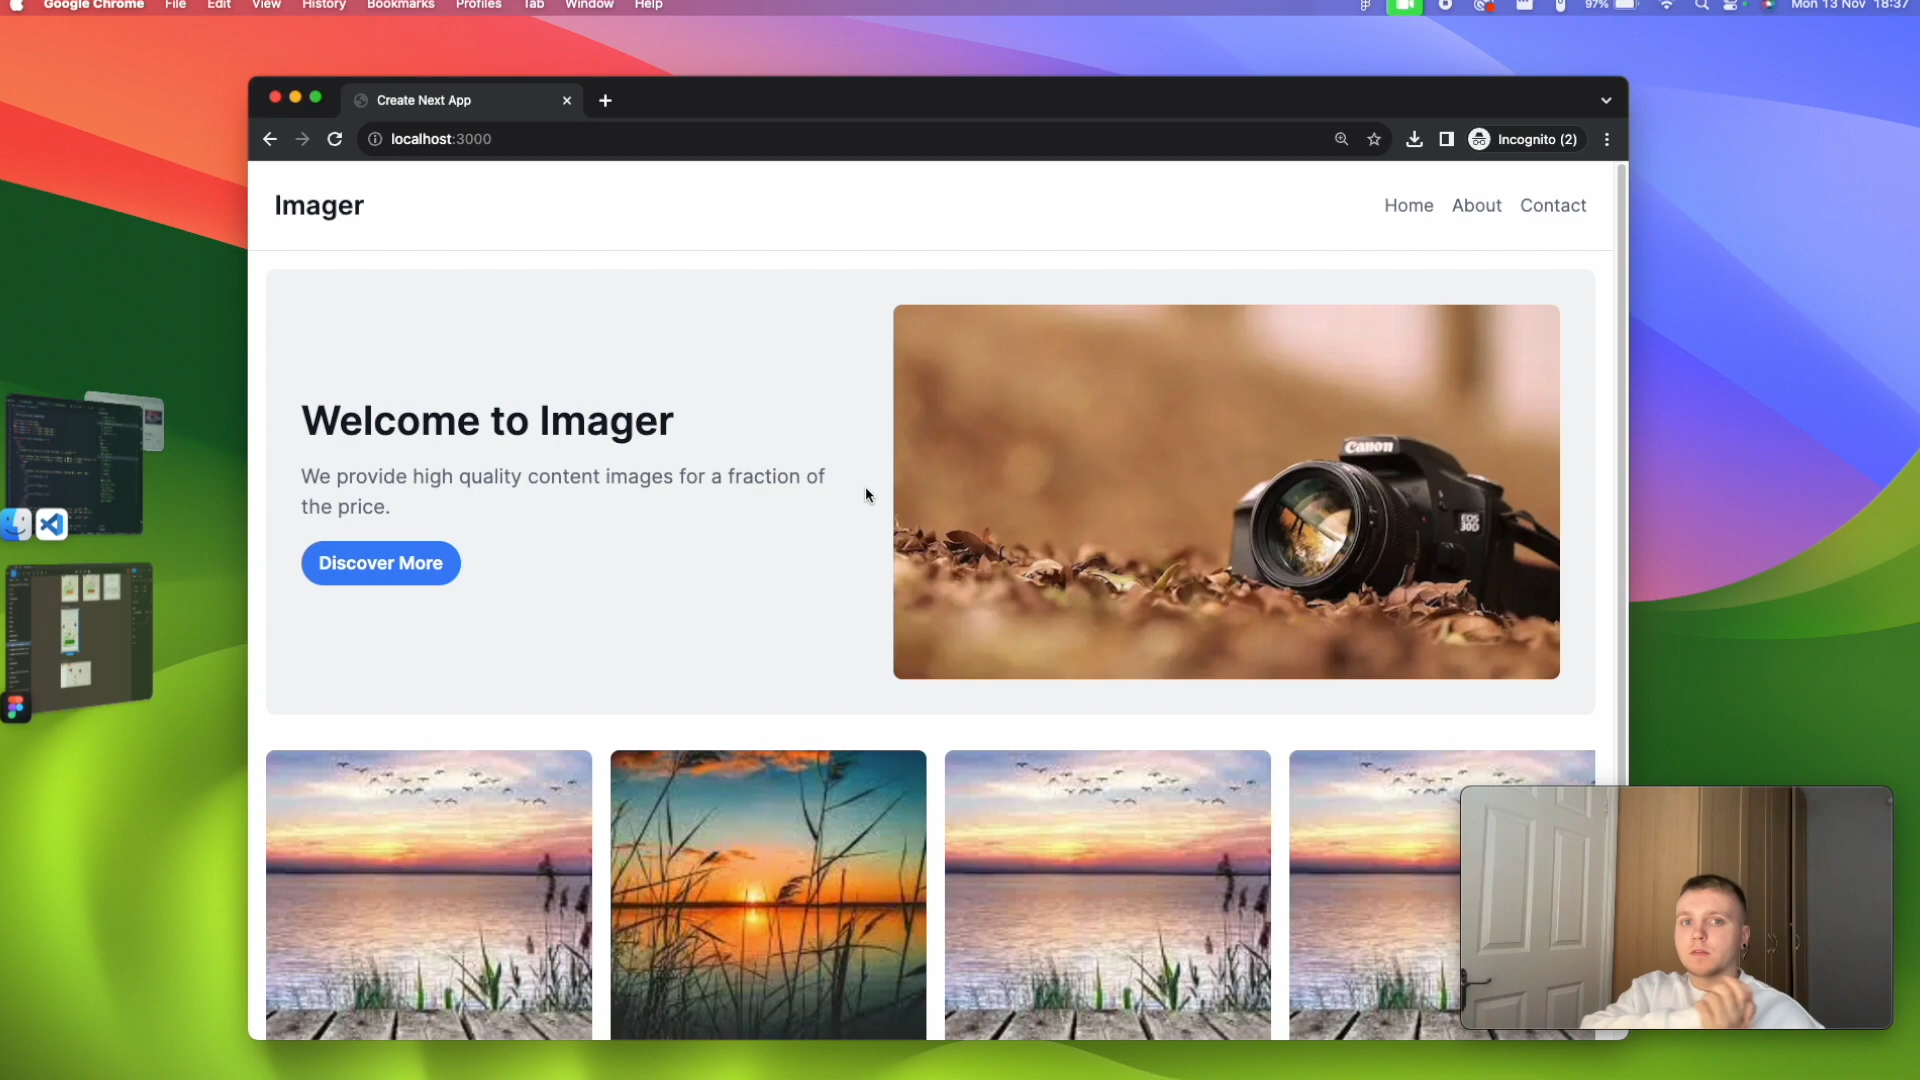 Google Chrome File Edit View History Bookmarks Profiles Tab Window Help 97% Mon 13 Nov 18:37
Create Next App
localhost:3000 Incognito (2)
Imager Home About Contact
Welcome to Imager
We provide high quality content images for a fraction of
the price.
Discover More
Canon
EOS
30D